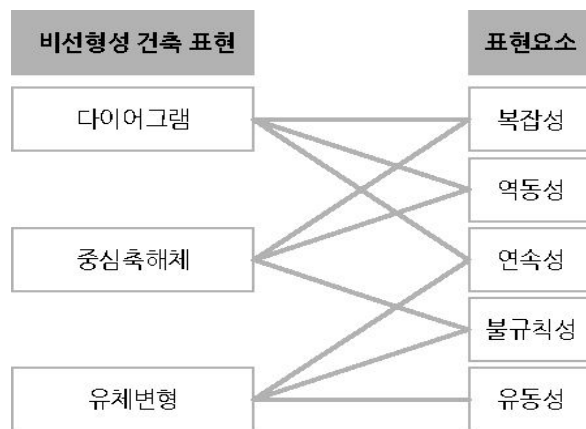 비선형성 건축 표현
표현요소
다이어그램
복잡성
역동성
중심축해체
연속성
불규칙성
유체변형
유동성